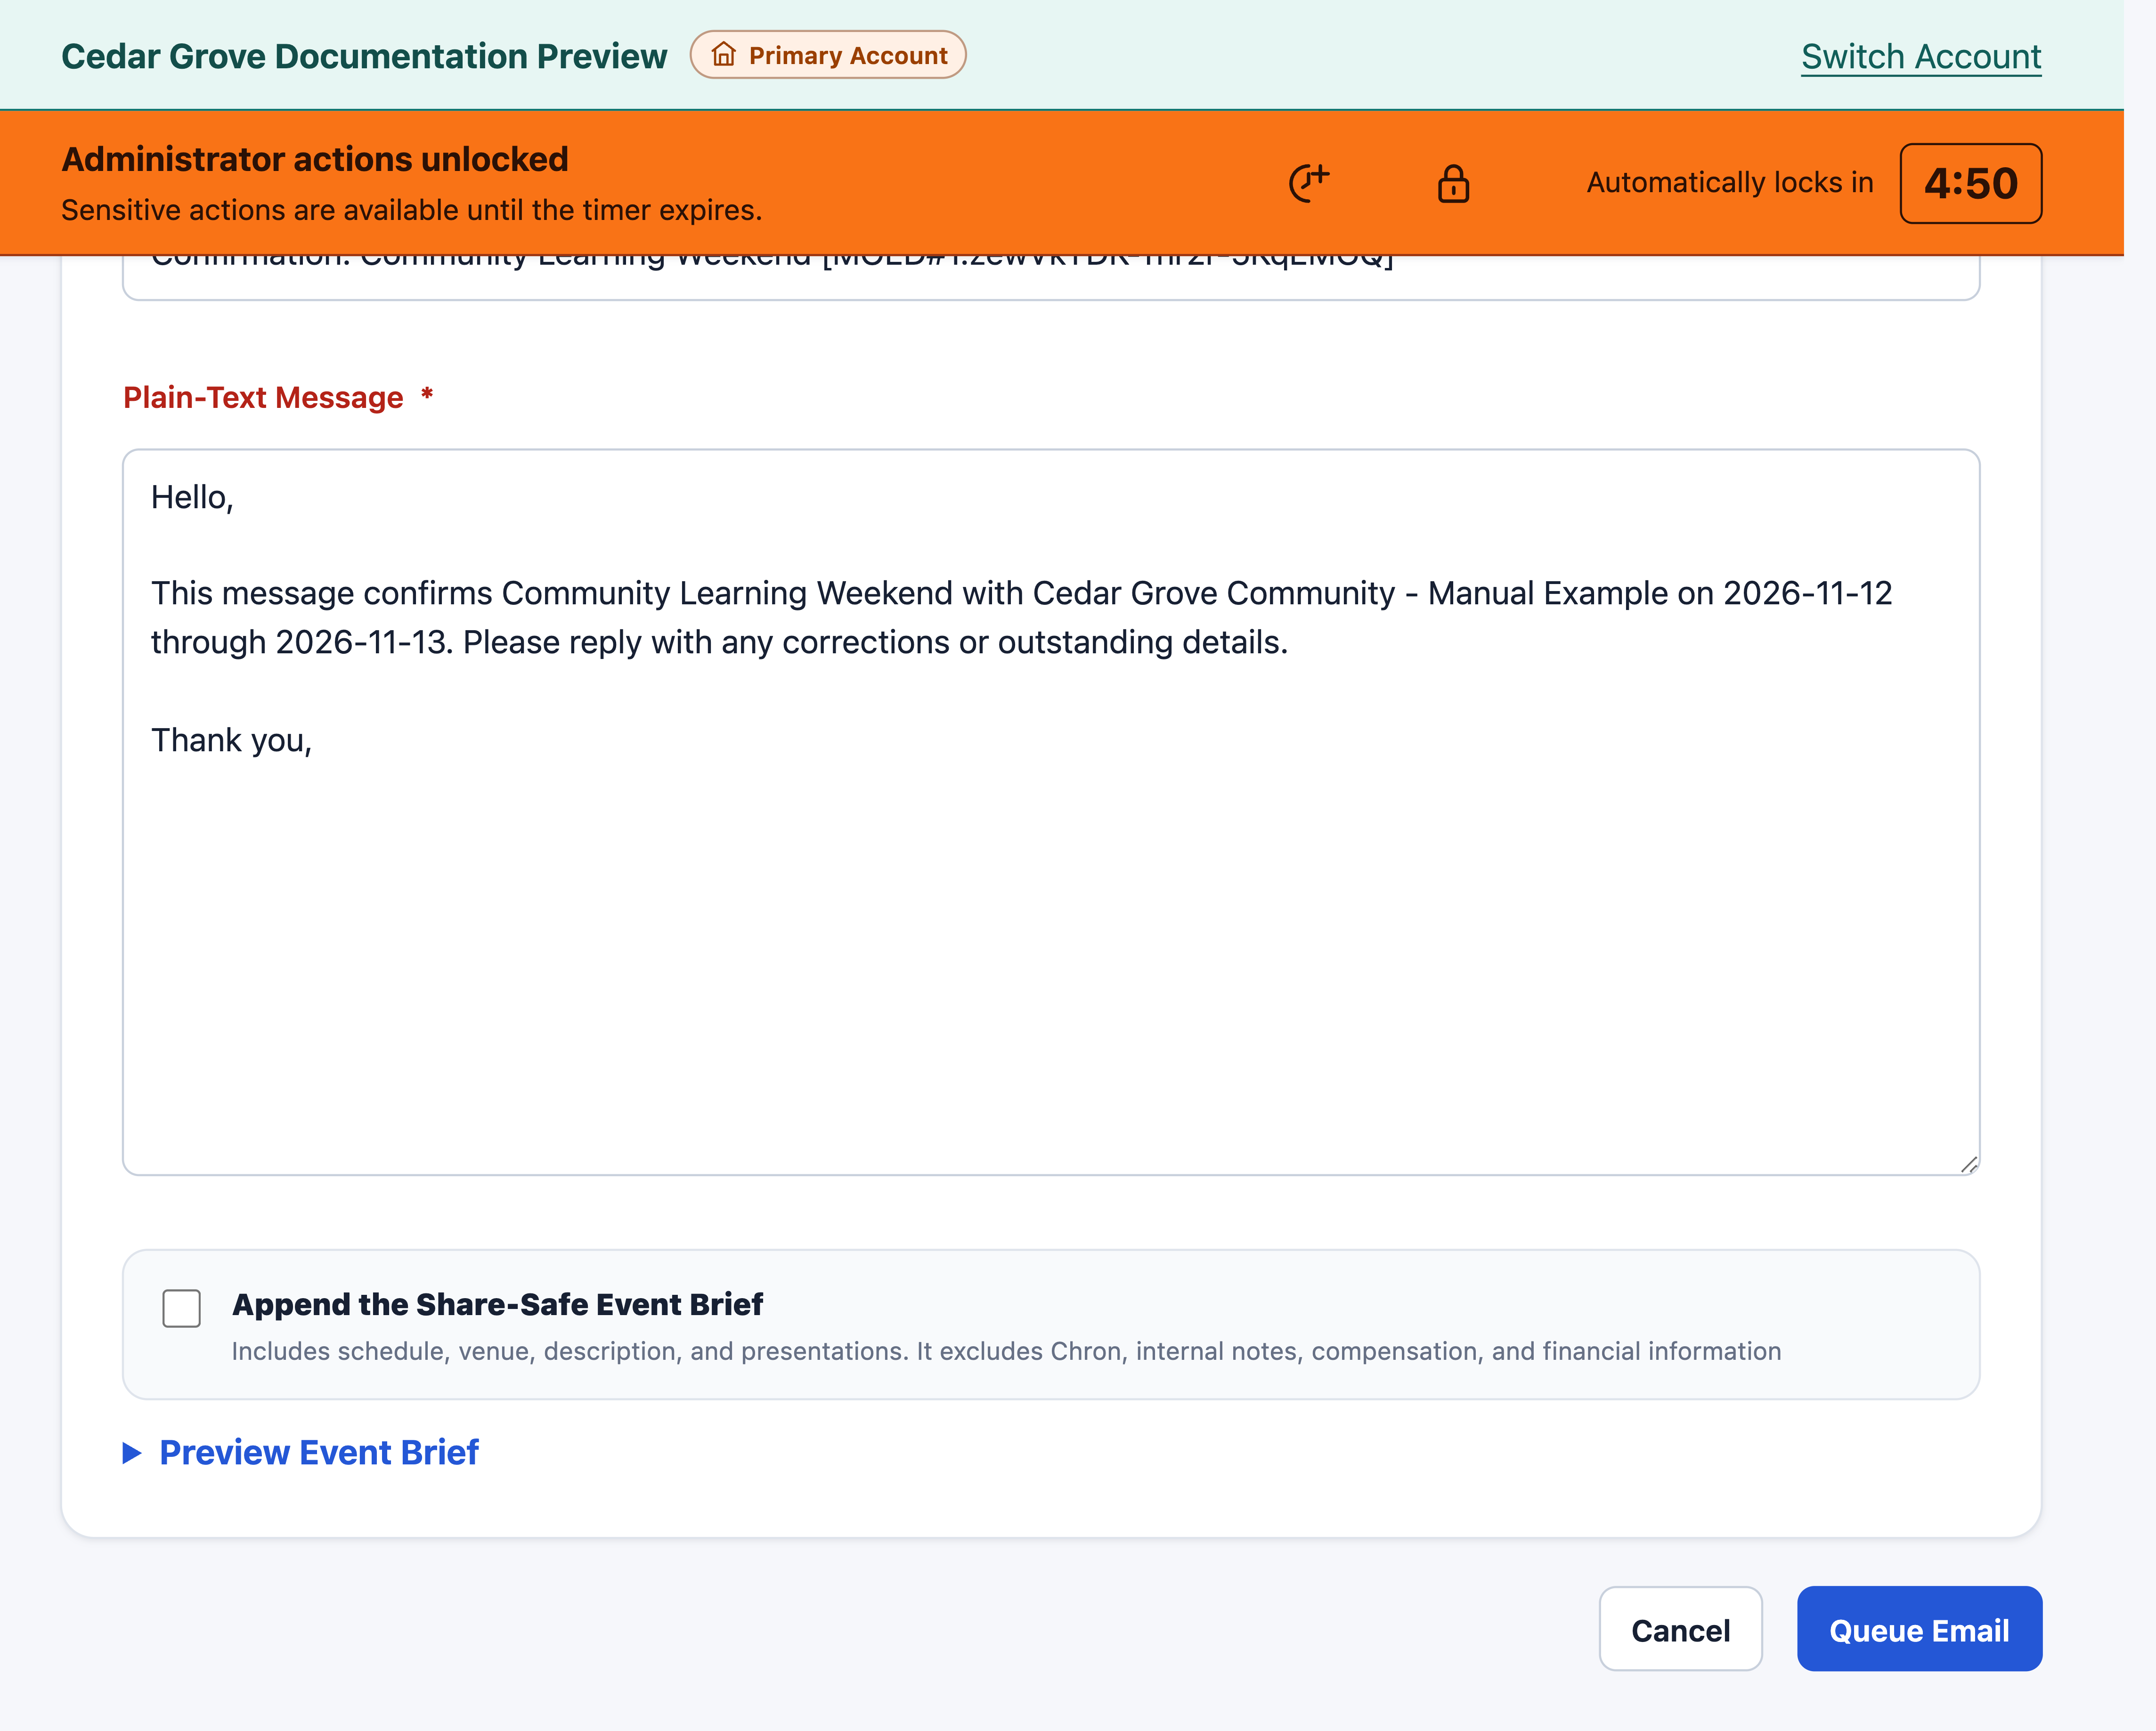 Cedar Grove Documentation Preview
Primary Account
Switch Account
Administrator actions unlocked
Sensitive actions are available until the timer expires.
Automatically locks in
4:50
Confirmation: Community Learning Weekend
Plain-Text Message *
Hello,
This message confirms Community Learning Weekend with Cedar Grove Community - Manual Example on 2026-11-12
through 2026-11-13. Please reply with any corrections or outstanding details.
Thank you,
Append the Share-Safe Event Brief
Includes schedule, venue, description, and presentations. It excludes Chron, internal notes, compensation, and financial information
Preview Event Brief
Cancel
Queue Email